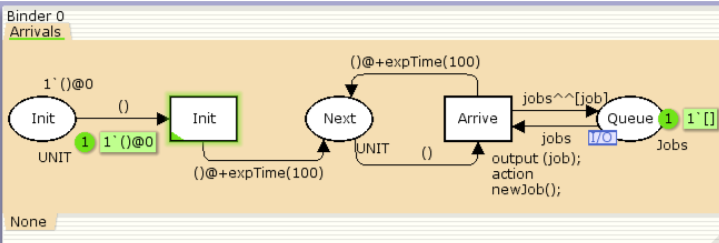 Binder 0
Arrivals
()@+expTime(100)
1`()@0
()
jobs^^[job]
Init
Init
Next
Arrive
Queue
1
1`[]
1
1`()@0
UNIT
UNIT
()
jobs
I/O
Jobs
()@+expTime(100)
output (job);
action
newJob();
None